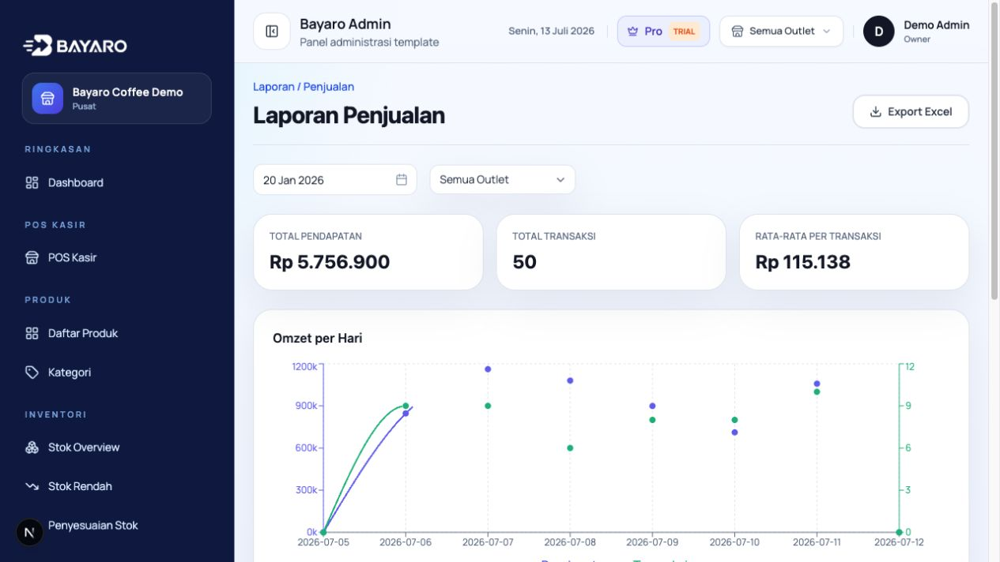 BAYARO
Bayaro Coffee Demo
Pusat
RINGKASAN
Dashboard
POS KASIR
POS Kasir
PRODUK
Daftar Produk
Kategori
INVENTORI
Stok Overview
Stok Rendah
Penyesuaian Stok
N
Bayaro Admin
Panel administrasi template
Senin, 13 Juli 2026
Pro TRIAL
Semua Outlet
D
Demo Admin
Owner
Laporan / Penjualan
Laporan Penjualan
Export Excel
20 Jan 2026
Semua Outlet
TOTAL PENDAPATAN
Rp 5.756.900
TOTAL TRANSAKSI
50
RATA-RATA PER TRANSAKSI
Rp 115.138
Omzet per Hari
1200k 12
900k 9
600k 6
300k 3
0k 0
2026-07-05 2026-07-06 2026-07-07 2026-07-08 2026-07-09 2026-07-10 2026-07-11 2026-07-12